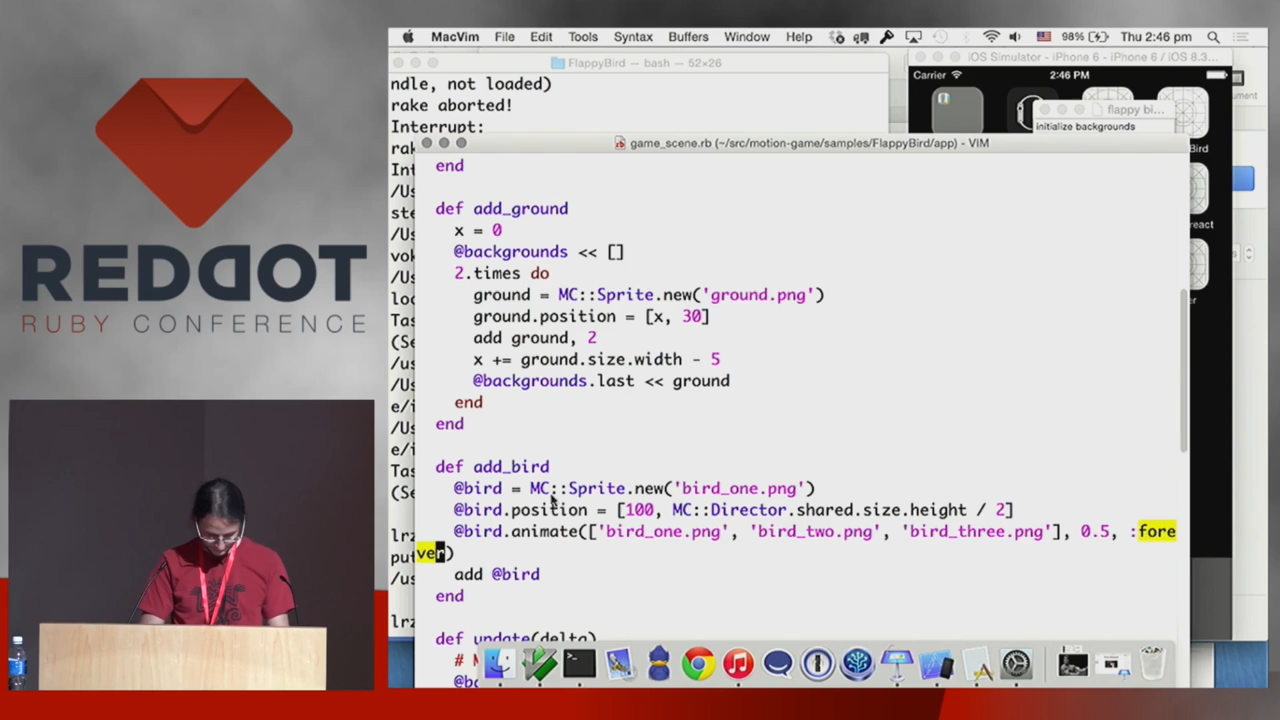 MacVim File Edit Tools Syntax Buffers Window Help 98% Thu 2:46 pm
FlappyBird — bash — 52×26
iOS Simulator - iPhone 6 - iPhone 6 / iOS 8.3...
ndle, not loaded)
rake aborted!
Interrupt:
Carrier 2:46 PM
flappy bi...
initialize backgrounds
Bird
react
game_scene.rb (~/src/motion-game/samples/FlappyBird/app) - VIM
end
def add_ground
x = 0
@backgrounds << []
2.times do
ground = MC::Sprite.new('ground.png')
ground.position = [x, 30]
add ground, 2
x += ground.size.width - 5
@backgrounds.last << ground
end
end
def add_bird
@bird = MC::Sprite.new('bird_one.png')
@bird.position = [100, MC::Director.shared.size.height / 2]
@bird.animate(['bird_one.png', 'bird_two.png', 'bird_three.png'], 0.5, :fore
ver)
add @bird
end
def update(delta)
REDDOT
RUBY CONFERENCE